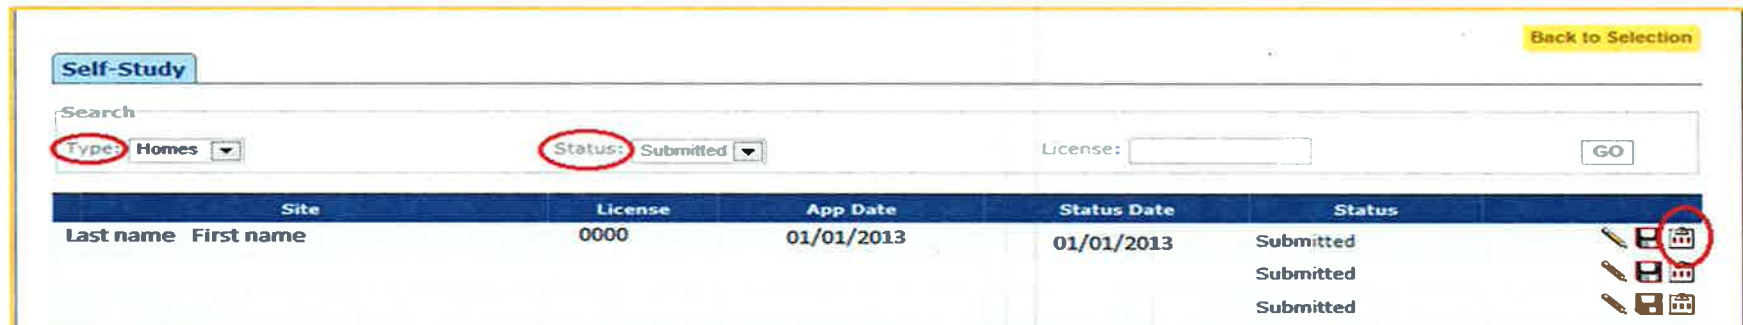 Back to Selection
Self-Study
Search
Type: Homes Status: Submitted License: GO
Site License App Date Status Date Status
Last name First name 0000 01/01/2013 01/01/2013 Submitted
Submitted
Submitted